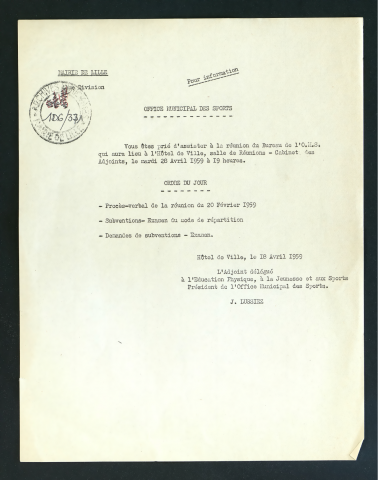 MAIRIE DE LILLE
Division
Pour information
1D6/331
OFFICE MUNICIPAL DES SPORTS
Vous êtes prié d'assister à la réunion du Bureau de l'O.M.S.
qui aura lieu à l'Hôtel de Ville, salle de Réunions - Cabinet des
Adjoints, le mardi 28 Avril 1959 à 19 heures.
ORDRE DU JOUR
- Procès-verbal de la réunion du 20 Février 1959
- Subventions- Examen du mode de répartition
- Demandes de subventions - Examen.
Hôtel de Ville, le 18 Avril 1959
L'Adjoint délégué
à l'Education Physique, à la Jeunesse et aux Sports
Président de l'Office Municipal des Sports.